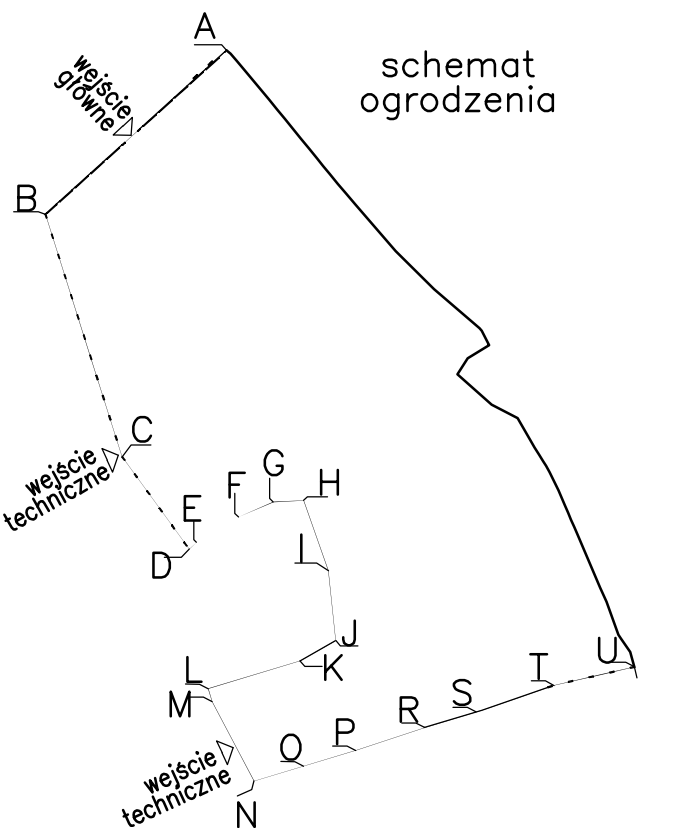 A
schemat
ogrodzenia
wejście
główne
B
C
wejście
techniczne
G
F
H
E
D
I
J
K
L
M
U
T
S
R
P
O
wejście
techniczne
N